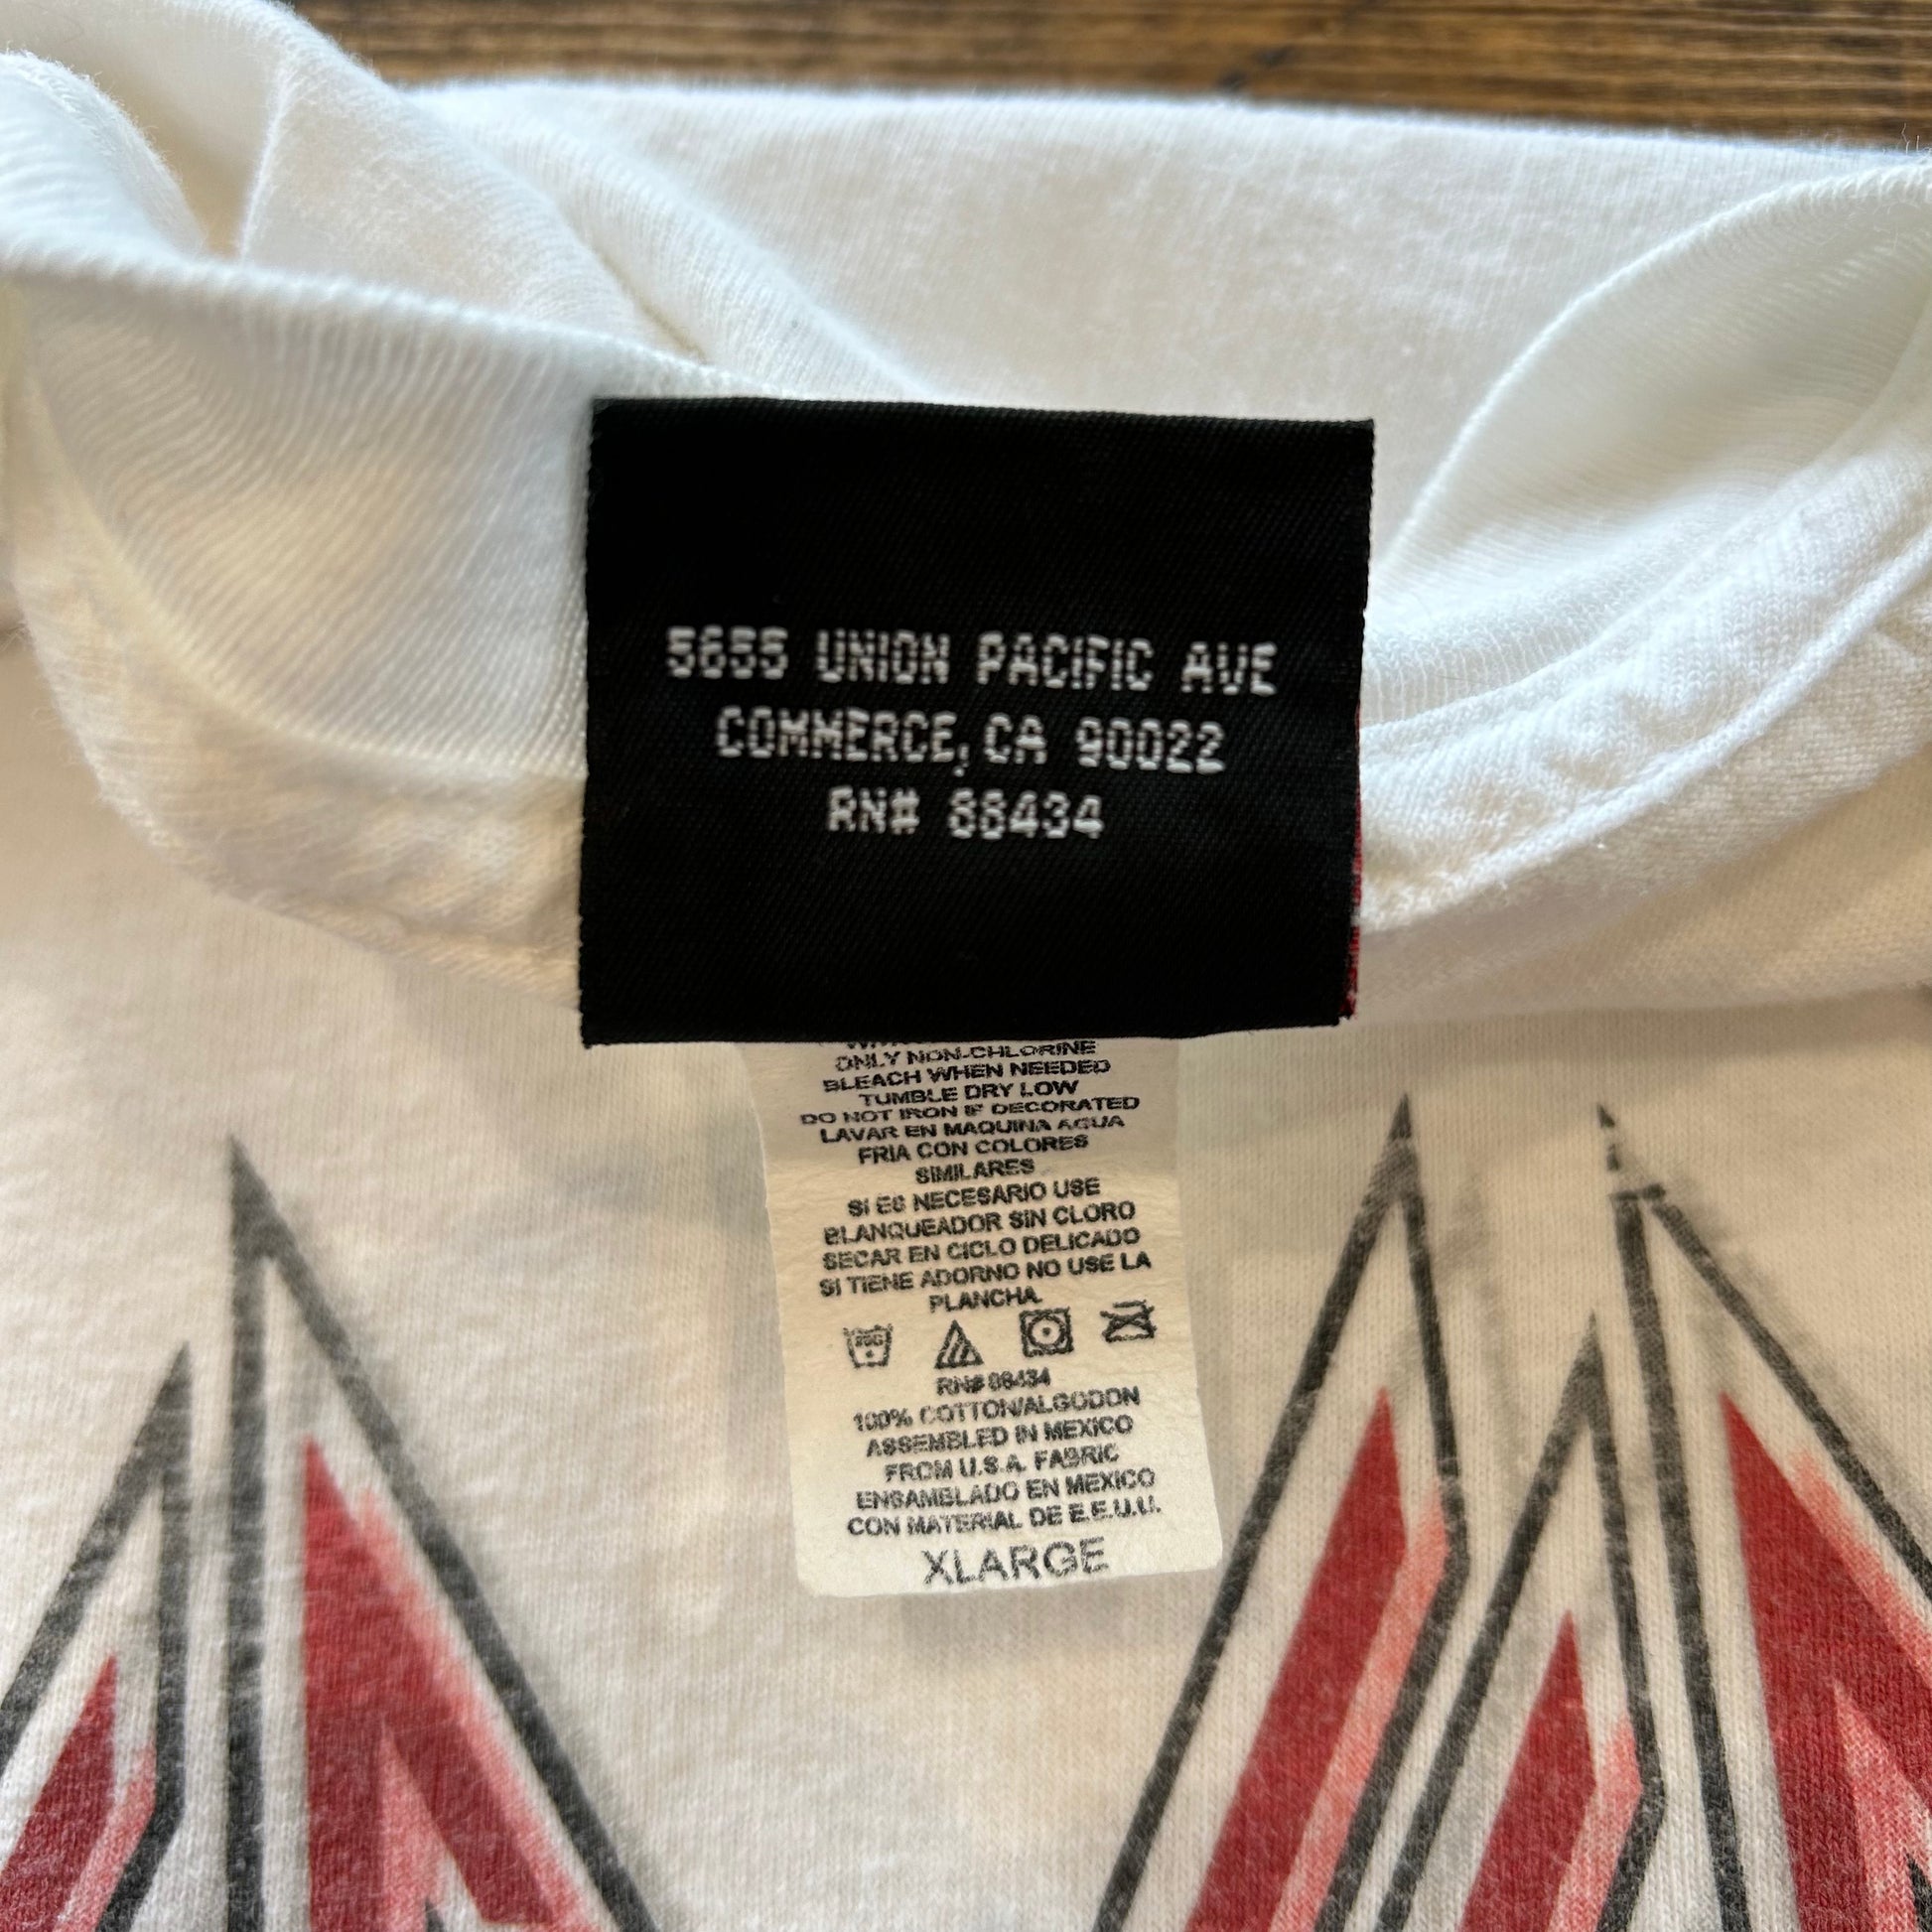 5655 UNION PACIFIC AVE
COMMERCE, CA 90022
RN# 88434
ONLY NON-CHLORINE
BLEACH WHEN NEEDED
TUMBLE DRY LOW
DO NOT IRON IF DECORATED
LAVAR EN MAQUINA AGUA
FRIA CON COLORES
SIMILARES
SI ES NECESARIO USE
BLANQUEADOR SIN CLORO
SECAR EN CICLO DELICADO
SI TIENE ADORNO NO USE LA
PLANCHA.
RN# 88434
100% COTTON/ALGODON
ASSEMBLED IN MEXICO
FROM U.S.A. FABRIC
ENSAMBLADO EN MEXICO
CON MATERIAL DE E.E.U.U.
XLARGE